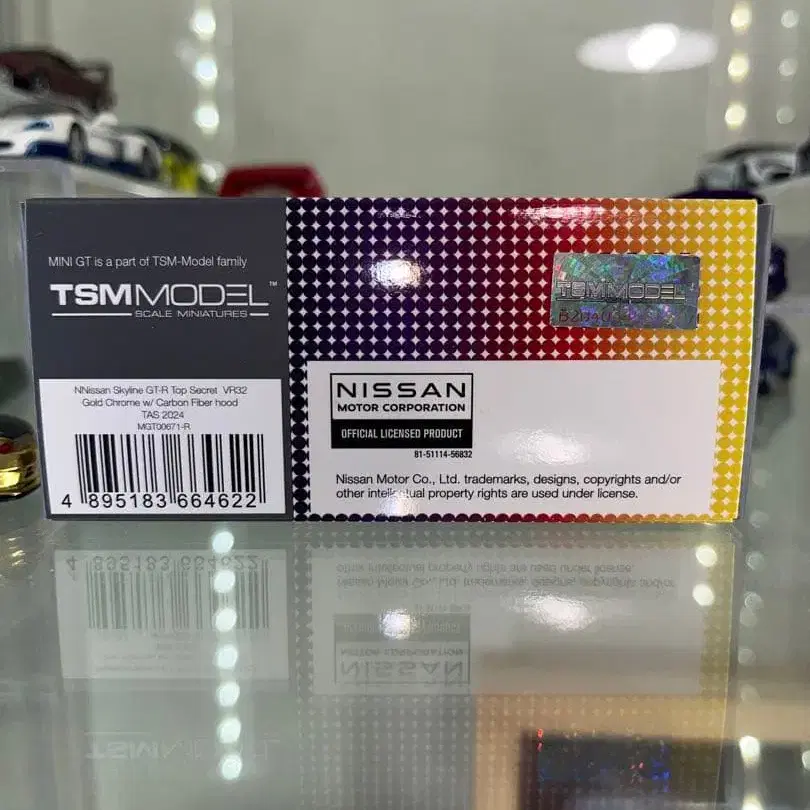 MINI GT is a part of TSM-Model family
TSMMODEL™
SCALE MINIATURES
NNissan Skyline GT-R Top Secret VR32
Gold Chrome w/ Carbon Fiber hood
TAS 2024
MGT00671-R
4 895183 664622
TSMMODEL
NISSAN
MOTOR CORPORATION
OFFICIAL LICENSED PRODUCT
B1-51114-56832
Nissan Motor Co., Ltd. trademarks, designs, copyrights and/or
other intellectual property rights are used under license.